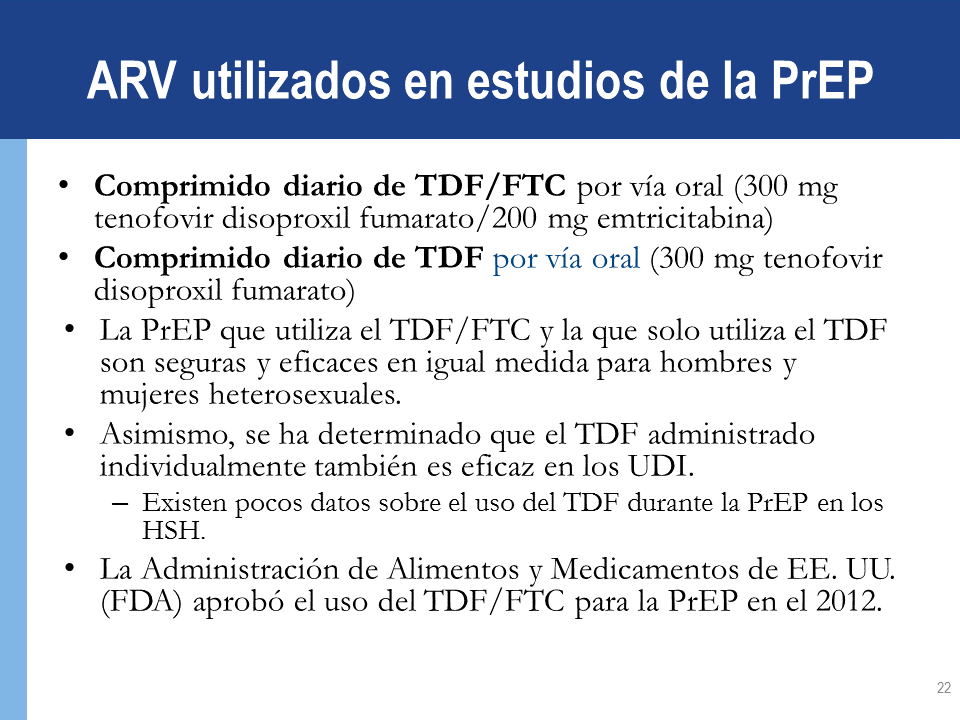 ARV utilizados en estudios de la PrEP
• Comprimido diario de TDF/FTC por vía oral (300 mg
tenofovir disoproxil fumarato/200 mg emtricitabina)
• Comprimido diario de TDF por vía oral (300 mg tenofovir
disoproxil fumarato)
• La PrEP que utiliza el TDF/FTC y la que solo utiliza el TDF
son seguras y eficaces en igual medida para hombres y
mujeres heterosexuales.
• Asimismo, se ha determinado que el TDF administrado
individualmente también es eficaz en los UDI.
– Existen pocos datos sobre el uso del TDF durante la PrEP en los
HSH.
• La Administración de Alimentos y Medicamentos de EE. UU.
(FDA) aprobó el uso del TDF/FTC para la PrEP en el 2012.
22